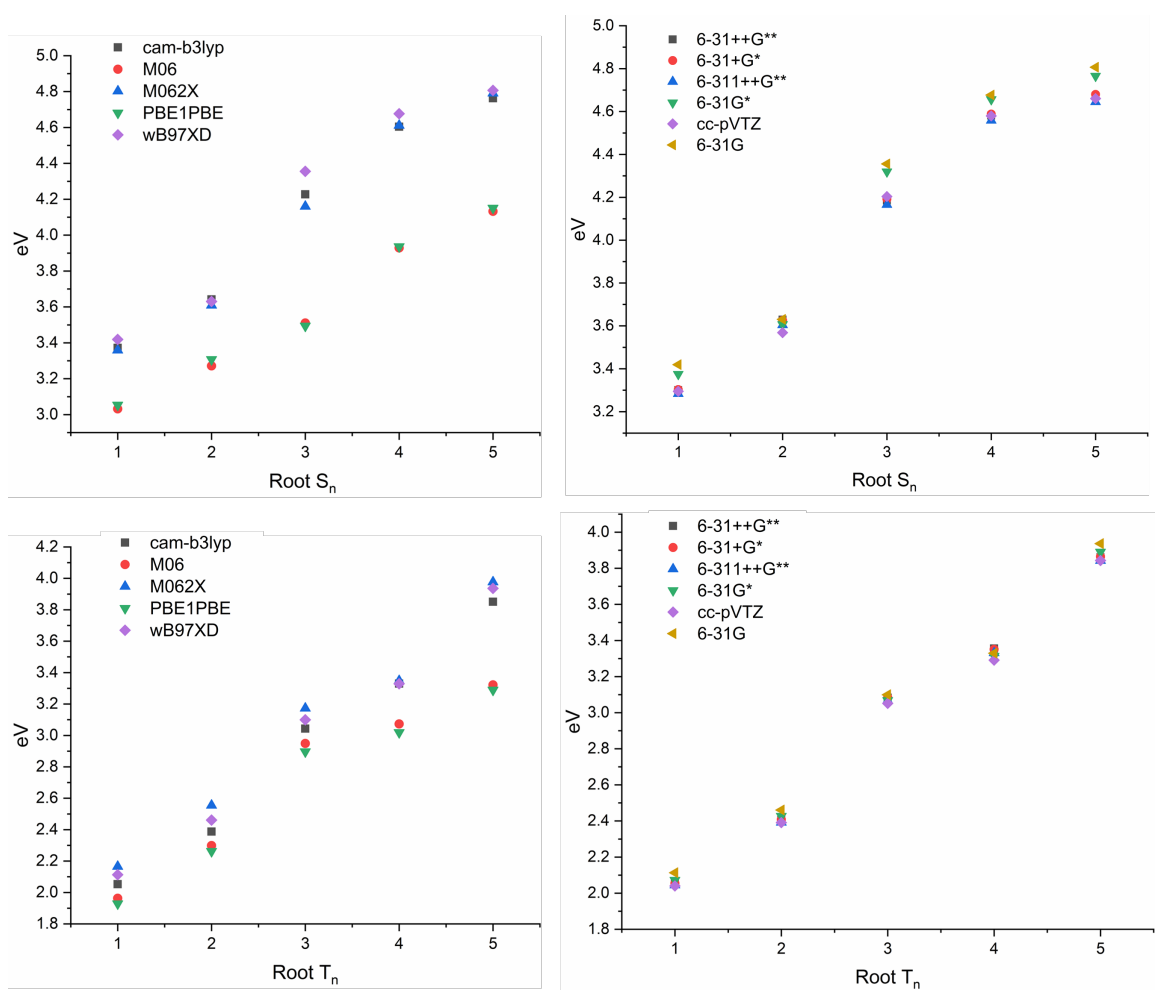 cam-b3lyp
M06
M062X
PBE1PBE
wB97XD
5.0
4.8
4.6
4.4
4.2
4.0
3.8
3.6
3.4
3.2
3.0
eV
1 2 3 4 5
Root Sn
6-31++G**
6-31+G*
6-311++G**
6-31G*
cc-pVTZ
6-31G
5.0
4.8
4.6
4.4
4.2
4.0
3.8
3.6
3.4
3.2
eV
1 2 3 4 5
Root Sn
cam-b3lyp
M06
M062X
PBE1PBE
wB97XD
4.2
4.0
3.8
3.6
3.4
3.2
3.0
2.8
2.6
2.4
2.2
2.0
1.8
eV
1 2 3 4 5
Root Tn
6-31++G**
6-31+G*
6-311++G**
6-31G*
cc-pVTZ
6-31G
4.0
3.8
3.6
3.4
3.2
3.0
2.8
2.6
2.4
2.2
2.0
1.8
eV
1 2 3 4 5
Root Tn